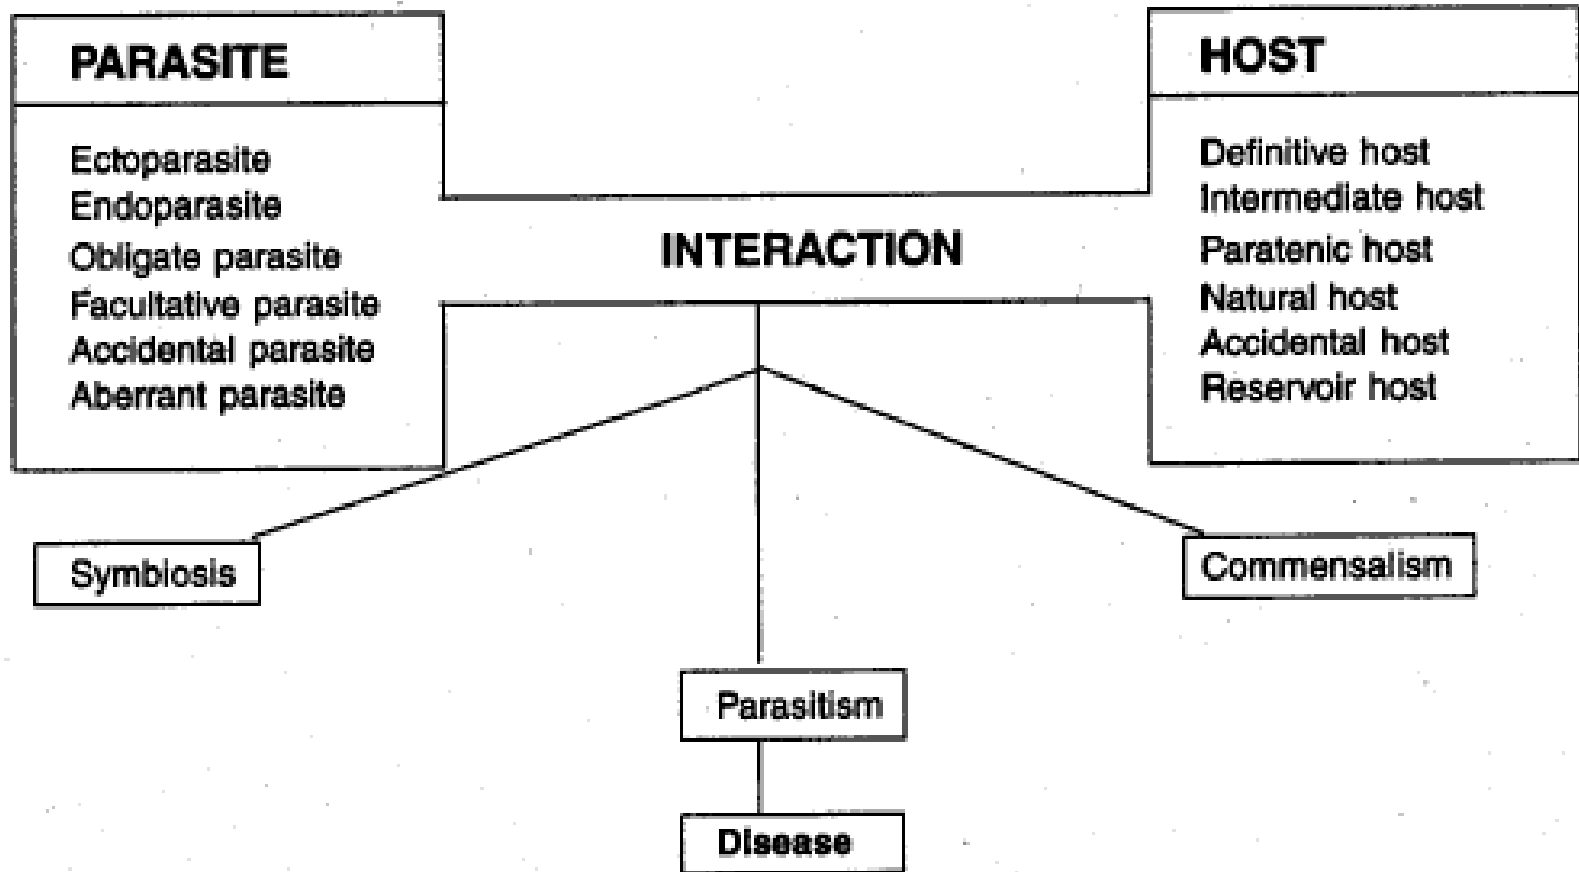 PARASITE
Ectoparasite
Endoparasite
Obligate parasite
Facultative parasite
Accidental parasite
Aberrant parasite
INTERACTION
HOST
Definitive host
Intermediate host
Paratenic host
Natural host
Accidental host
Reservoir host
Symbiosis
Commensalism
Parasitism
Disease